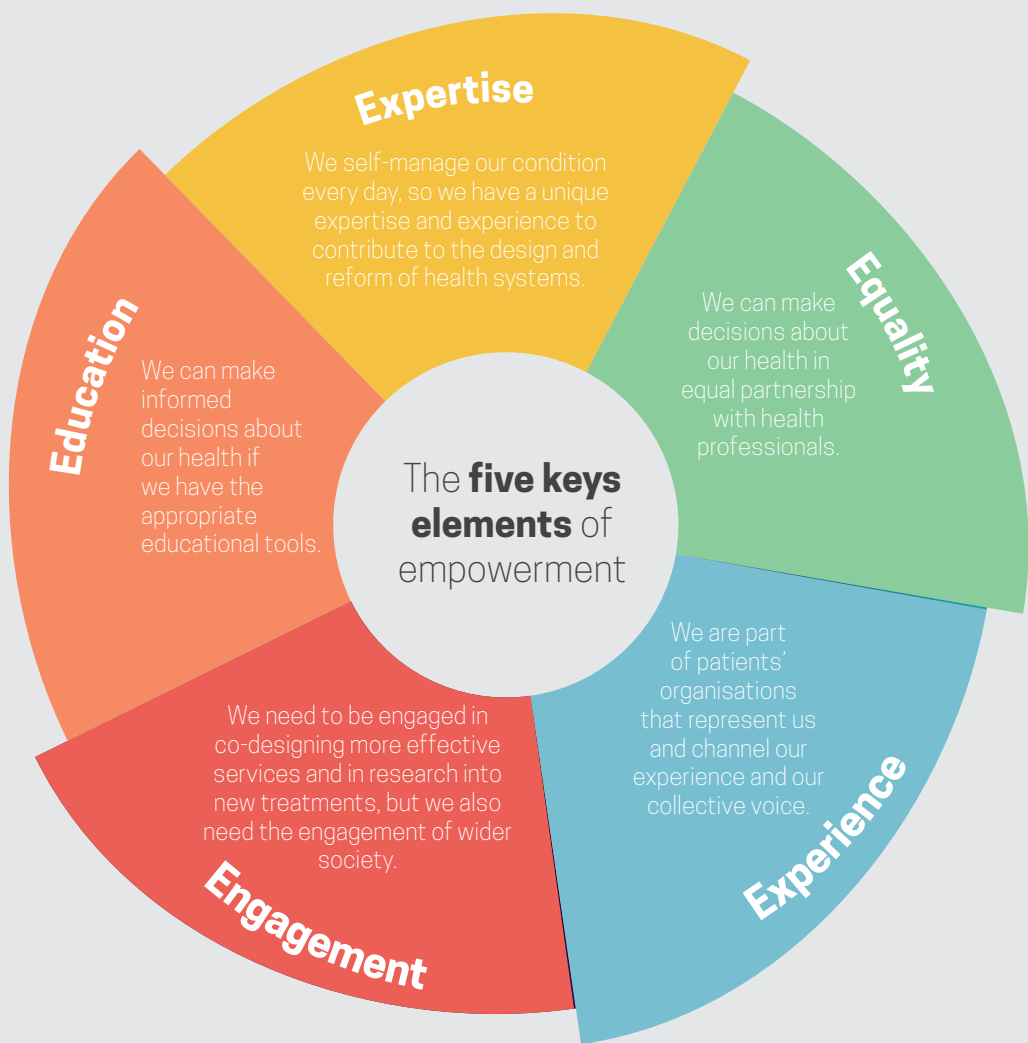 Expertise
We self-manage our condition
every day, so we have a unique
expertise and experience to
contribute to the design and
reform of health systems.
Equality
We can make
decisions about
our health in
equal partnership
with health
professionals.
Education
We can make
informed
decisions about
our health if
we have the
appropriate
educational tools.
The five keys
elements of
empowerment
We are part
of patients’
organisations
that represent us
and channel our
experience and our
collective voice.
Experience
We need to be engaged in
co-designing more effective
services and in research into
new treatments, but we also
need the engagement of wider
society.
Engagement